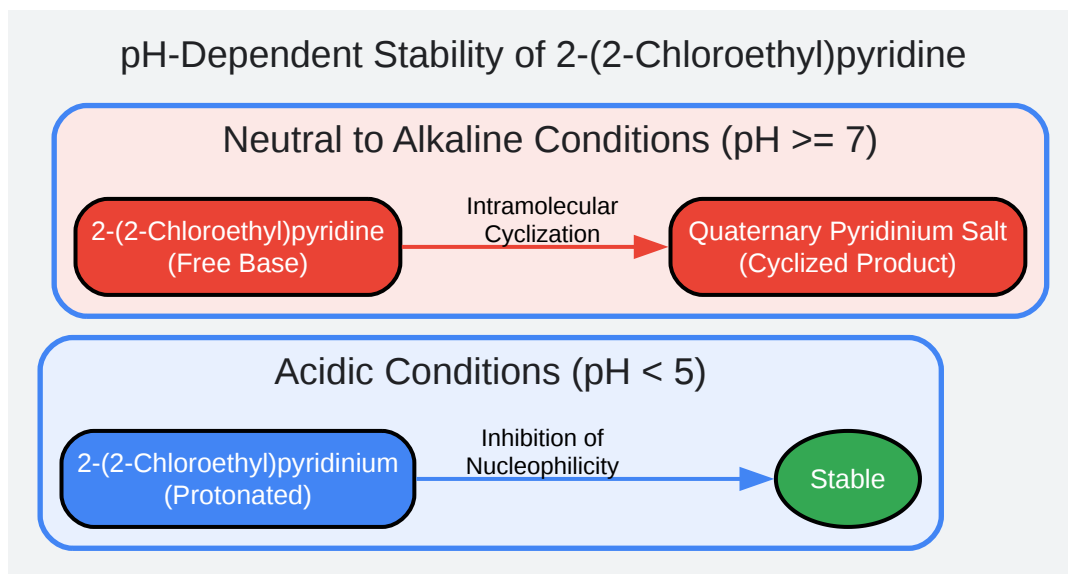 pH-Dependent Stability of 2-(2-Chloroethyl)pyridine
Neutral to Alkaline Conditions (pH >= 7)
2-(2-Chloroethyl)pyridine
(Free Base)
Intramolecular
Cyclization
Quaternary Pyridinium Salt
(Cyclized Product)
Acidic Conditions (pH < 5)
2-(2-Chloroethyl)pyridinium
(Protonated)
Inhibition of
Nucleophilicity
Stable